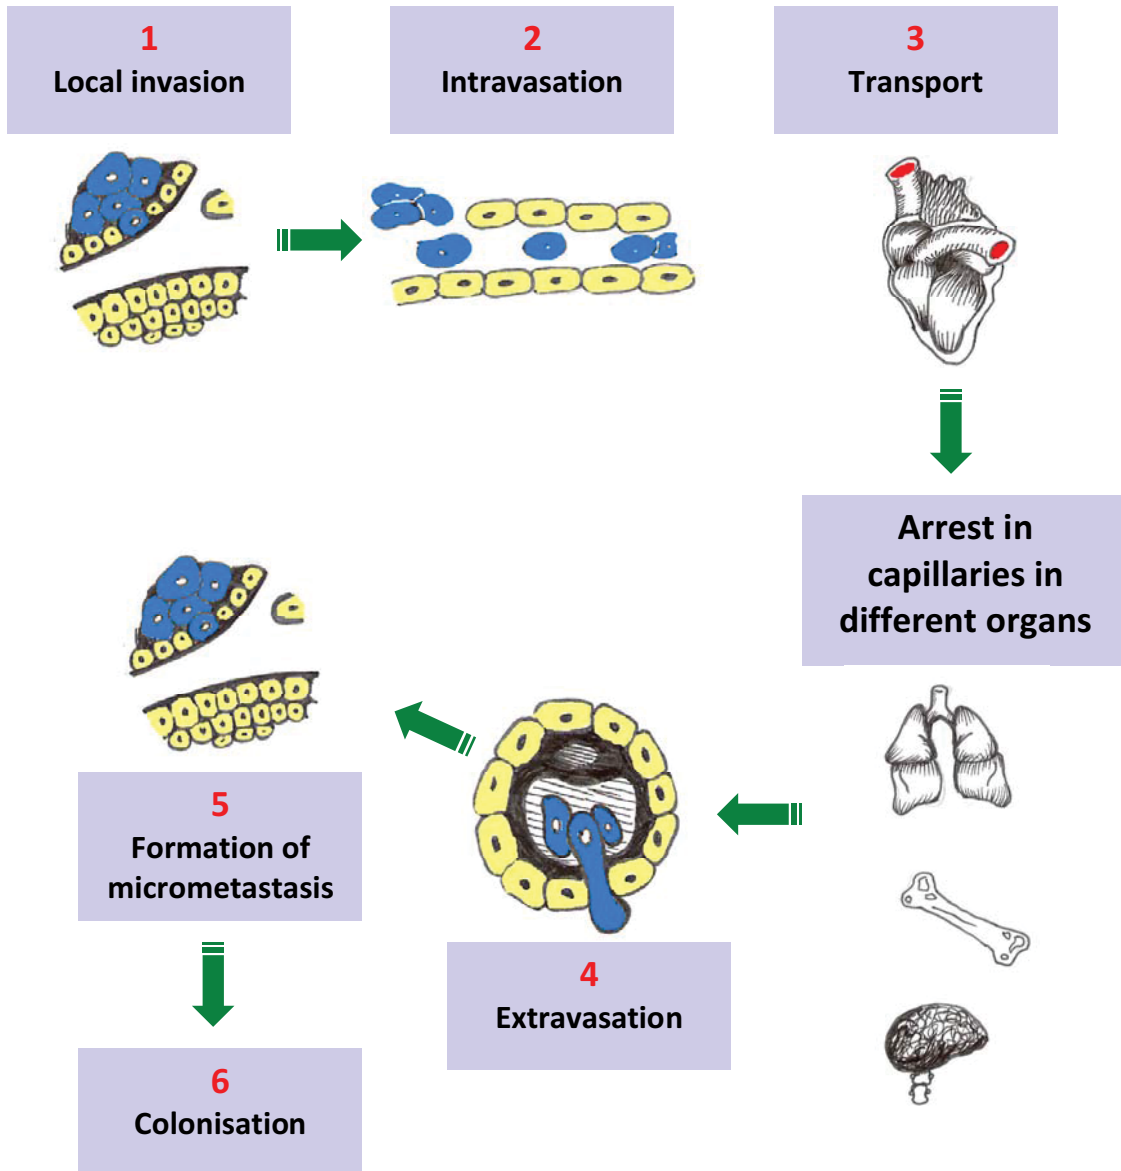 1
Local invasion
2
Intravasation
3
Transport
Arrest in
capillaries in
different organs
4
Extravasation
5
Formation of
micrometastasis
6
Colonisation